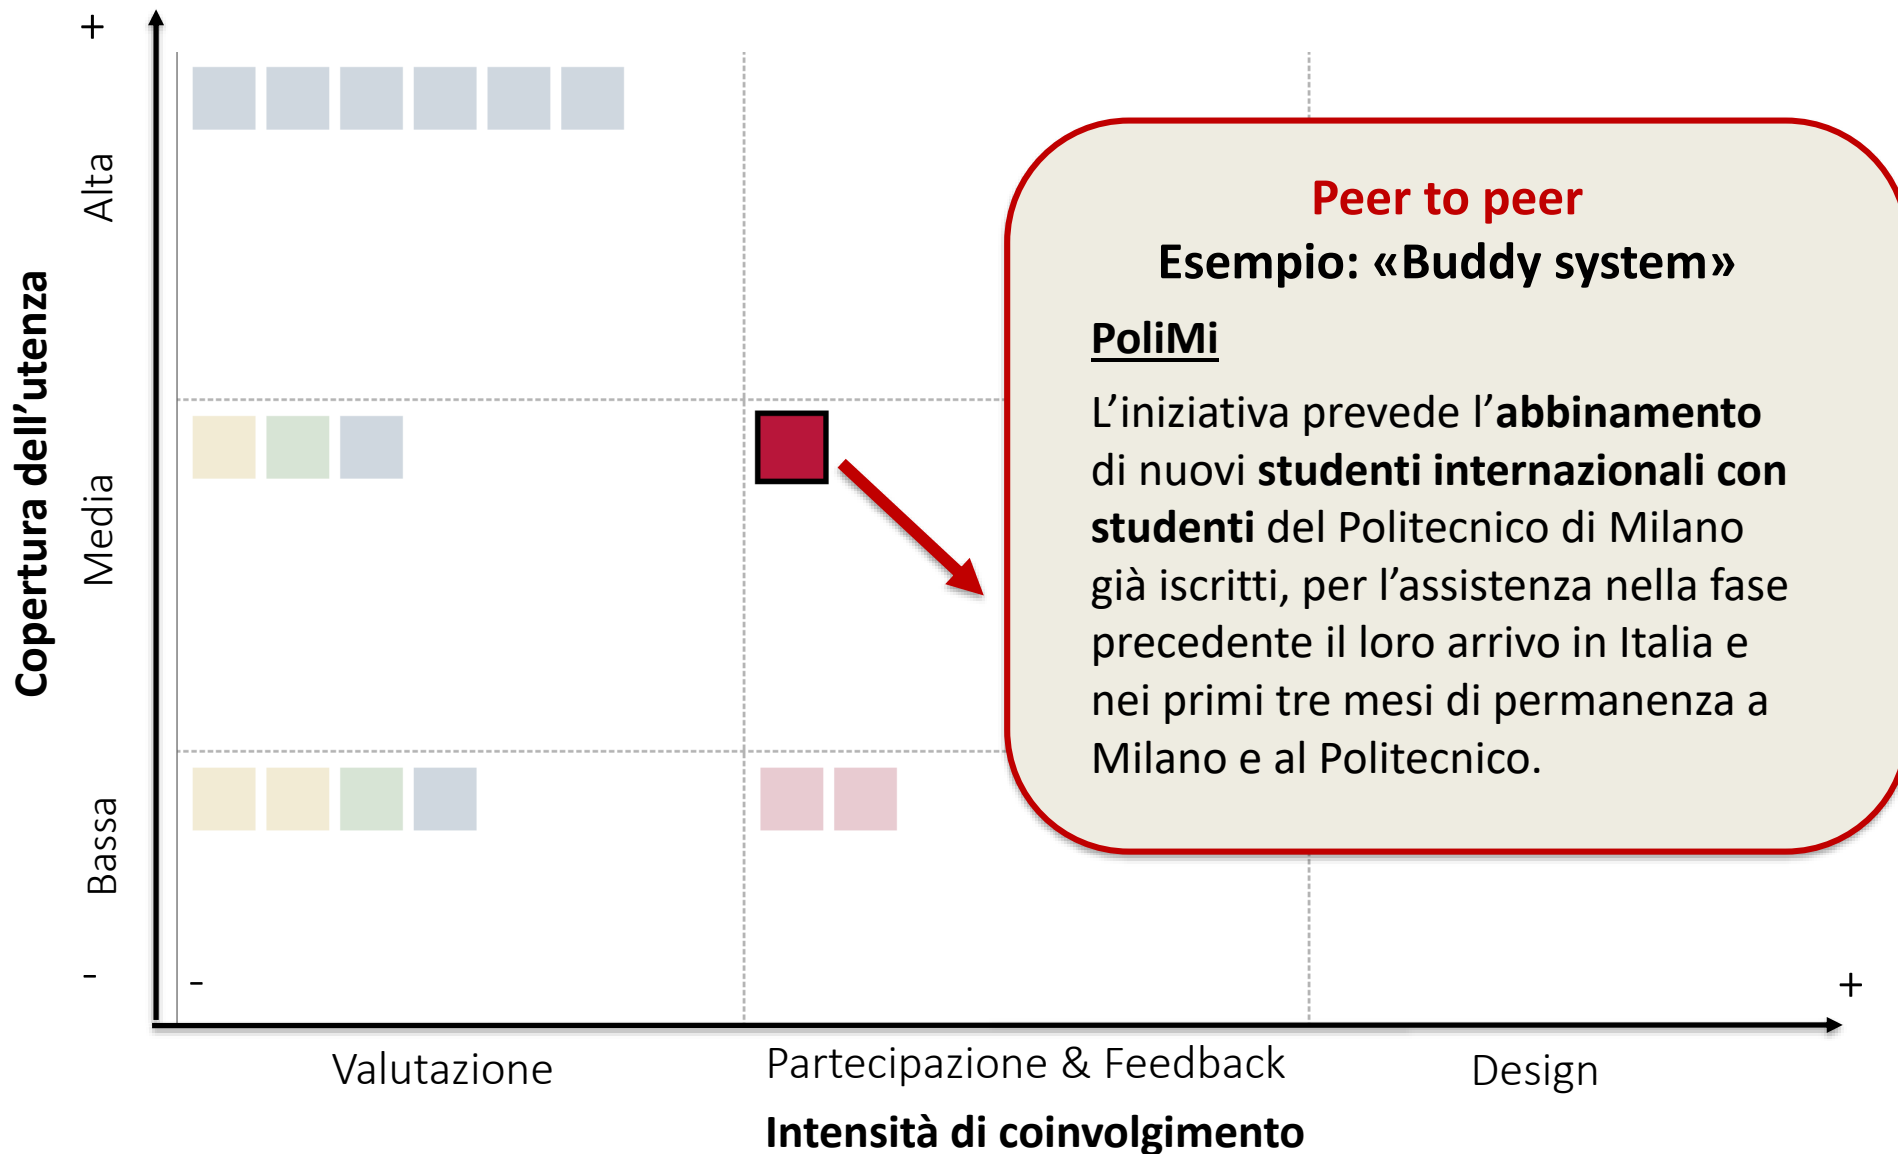 +
Alta
Copertura dell'utenza
Media
Bassa
-
-
+
Peer to peer
Esempio: «Buddy system»
PoliMi
L’iniziativa prevede l’abbinamento
di nuovi studenti internazionali con
studenti del Politecnico di Milano
già iscritti, per l’assistenza nella fase
precedente il loro arrivo in Italia e
nei primi tre mesi di permanenza a
Milano e al Politecnico.
Valutazione
Partecipazione & Feedback
Design
Intensità di coinvolgimento